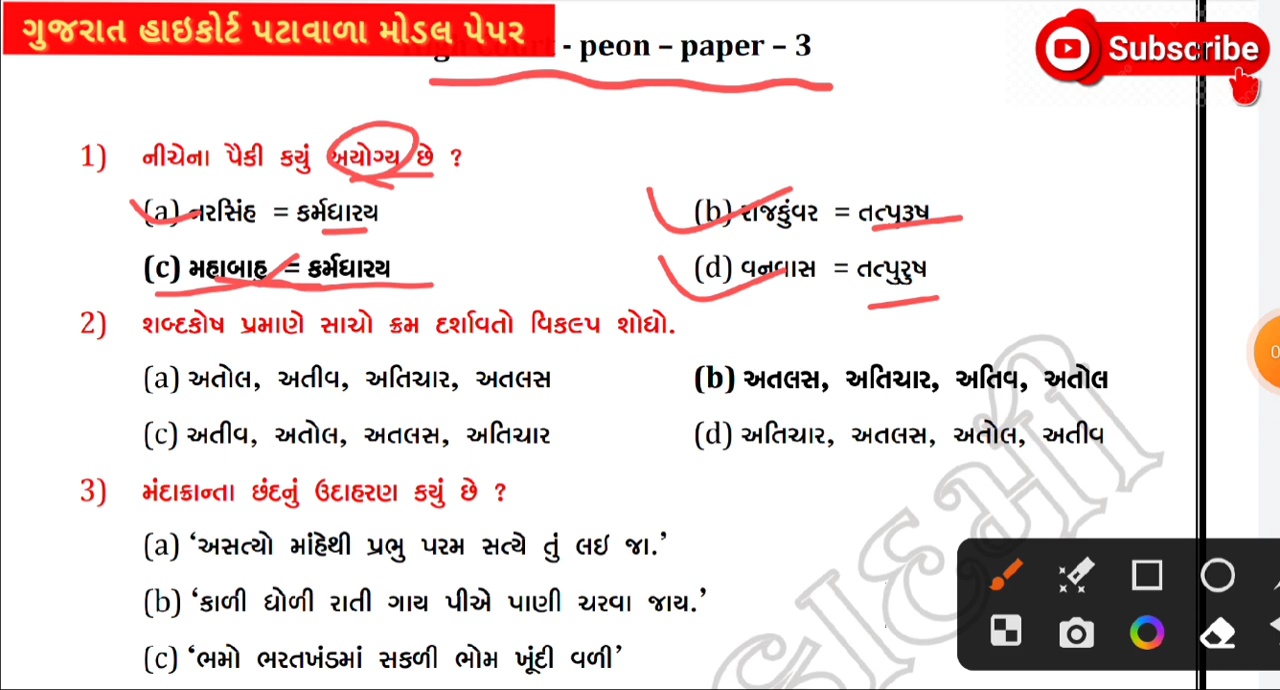 ગુજરાત હાઇકોર્ટ પટાવાળા મોડલ પેપર
- peon – paper – 3
Subscribe
1) નીચેના પૈકી કયું અયોગ્ય છે ?
(a) નરસિંહ = કર્મધારય
(b) રાજકુંવર = તત્પુરુષ
(c) મહાબાહુ = કર્મધારય
(d) વનવાસ = તત્પુરુષ
2) શબ્દકોષ પ્રમાણે સાચો ક્રમ દર્શાવતો વિકલ્પ શોધો.
(a) અતોલ, અતીવ, અતિચાર, અતલસ
(b) અતલસ, અતિચાર, અતિવ, અતોલ
(c) અતીવ, અતોલ, અતલસ, અતિચાર
(d) અતિચાર, અતલસ, અતોલ, અતીવ
3) મંદાક્રાન્તા છંદનું ઉદાહરણ કયું છે ?
(a) ‘અસત્યો માંહેથી પ્રભુ પરમ સત્યે તું લઇ જા.’
(b) ‘કાળી ધોળી રાતી ગાય પીએ પાણી ચરવા જાય.’
(c) ‘ભમો ભરતખંડમાં સકળી ભોમ ખૂંદી વળી’